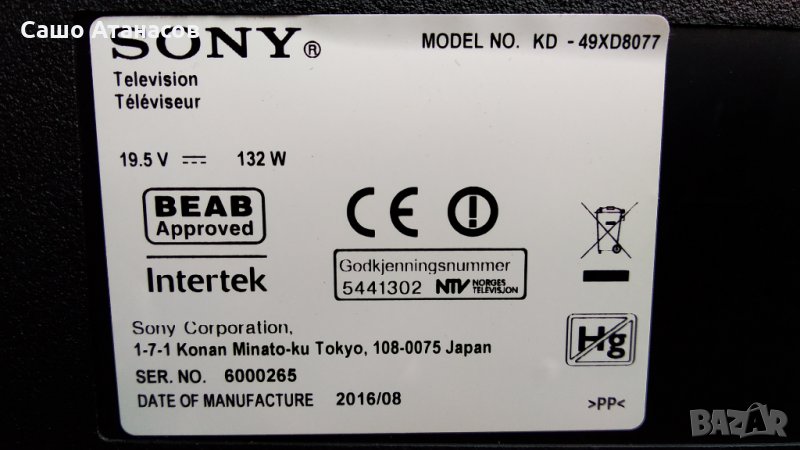 Сашо Атанасов
SONY®
MODEL NO. KD - 49XD8077
Television
Téléviseur
19.5 V 132 W
BEAB
Approved
Intertek
CE
Godkjenningsnummer
5441302 NTV NORGES TELEVISJON
Hg
Sony Corporation,
1-7-1 Konan Minato-ku Tokyo, 108-0075 Japan
SER. NO. 6000265
DATE OF MANUFACTURE 2016/08
>PP<
BAZAR